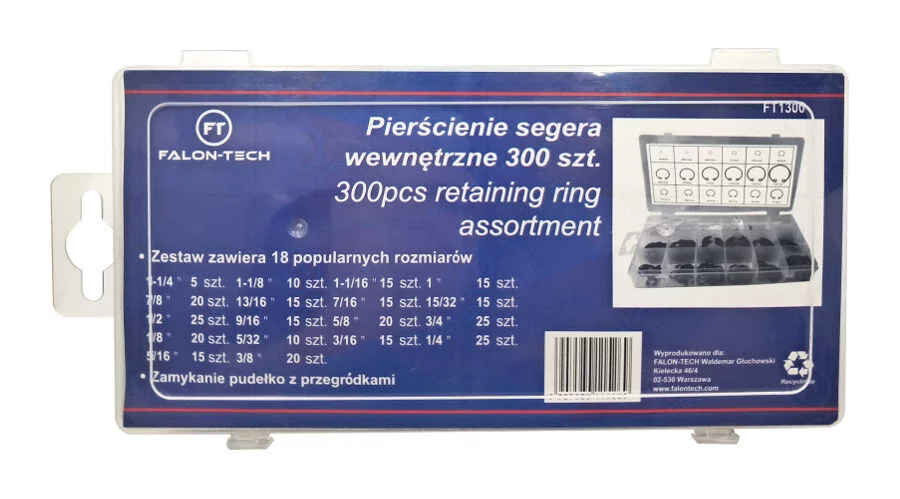 FT1300
FT
FALON-TECH
Pierścienie segera
wewnętrzne 300 szt.
300pcs retaining ring
assortment
• Zestaw zawiera 18 popularnych rozmiarów
1-1/4 " 5 szt. 1-1/8 " 10 szt. 1-1/16 " 15 szt. 1 " 15 szt.
7/8 " 20 szt. 13/16 " 15 szt. 7/16 " 15 szt. 15/32 " 15 szt.
1/2 " 25 szt. 9/16 " 15 szt. 5/8 " 20 szt. 3/4 " 25 szt.
1/8 " 20 szt. 5/32 " 10 szt. 3/16 " 15 szt. 1/4 " 25 szt.
5/16 " 15 szt. 3/8 " 20 szt.
• Zamykanie pudełko z przegródkami
Wyprodukowano dla:
FALON-TECH Waldemar Głuchowski
Kielecka 46/4
02-530 Warszawa
www.falontech.com
Recyclable